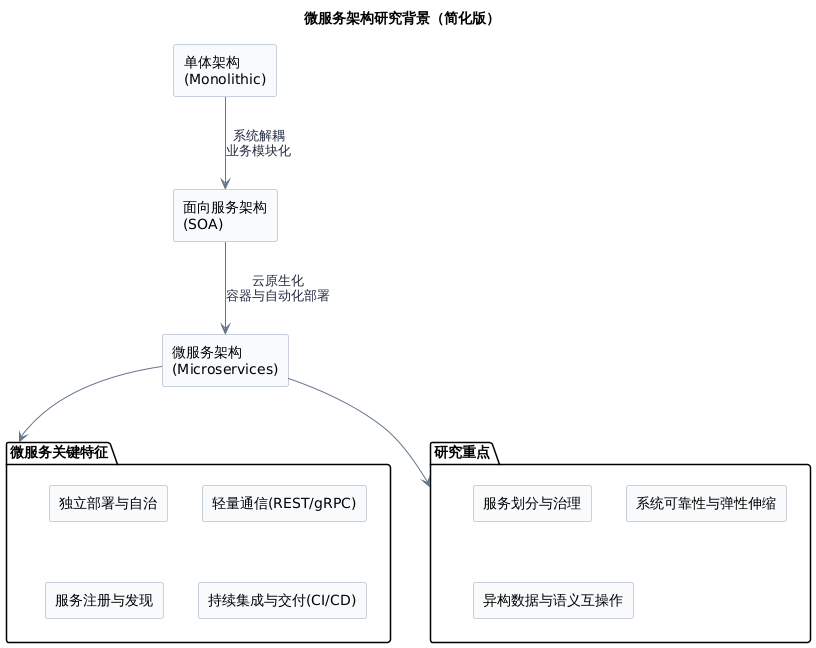 微服务架构研究背景（简化版）
单体架构
(Monolithic)
系统解耦
业务模块化
面向服务架构
(SOA)
云原生化
容器与自动化部署
微服务架构
(Microservices)
微服务关键特征
独立部署与自治
轻量通信(REST/gRPC)
服务注册与发现
持续集成与交付(CI/CD)
研究重点
服务划分与治理
系统可靠性与弹性伸缩
异构数据与语义互操作